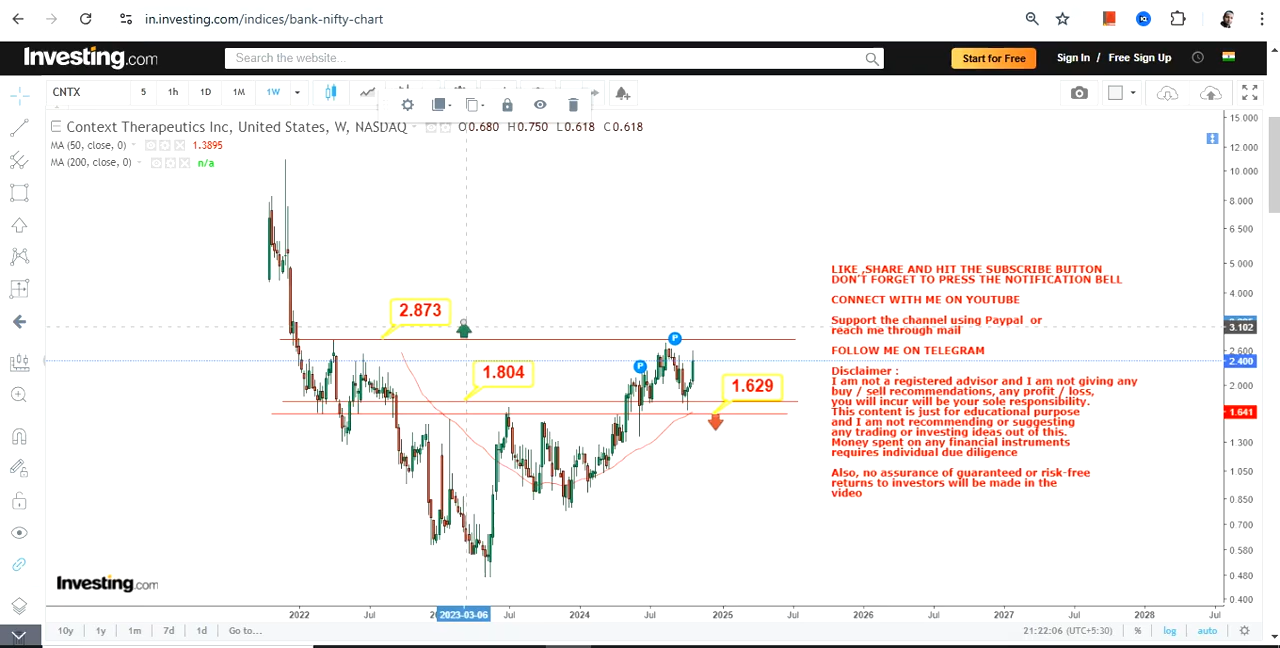 in.investing.com/indices/bank-nifty-chart
Investing.com
Search the website...
Start for Free
Sign In / Free Sign Up
CNTX 5 1h 1D 1M 1W
Context Therapeutics Inc, United States, W, NASDAQ O0.680 H0.750 L0.618 C0.618
MA (50, close, 0) 1.3895
MA (200, close, 0) n/a
15.000
12.000
10.000
8.000
6.500
5.000
4.000
3.102
2.600
2.400
2.000
1.641
1.300
1.050
0.850
0.700
0.580
0.480
0.400
2.873
1.804
1.629
P
P
LIKE ,SHARE AND HIT THE SUBSCRIBE BUTTON
DON'T FORGET TO PRESS THE NOTIFICATION BELL
CONNECT WITH ME ON YOUTUBE
Support the channel using Paypal or
reach me through mail
FOLLOW ME ON TELEGRAM
Disclaimer :
I am not a registered advisor and I am not giving any
buy / sell recommendations, any profit / loss,
you will incur will be your sole responsibility.
This content is just for educational purpose
and I am not recommending or suggesting
any trading or investing ideas out of this.
Money spent on any financial instruments
requires individual due diligence
Also, no assurance of guaranteed or risk-free
returns to investors will be made in the
video
Investing.com
2022 Jul 2023-03-06 Jul 2024 Jul 2025 Jul 2026 Jul 2027 Jul 2028 Jul
10y 1y 1m 7d 1d Go to... 21:22:06 (UTC+5:30) % log auto